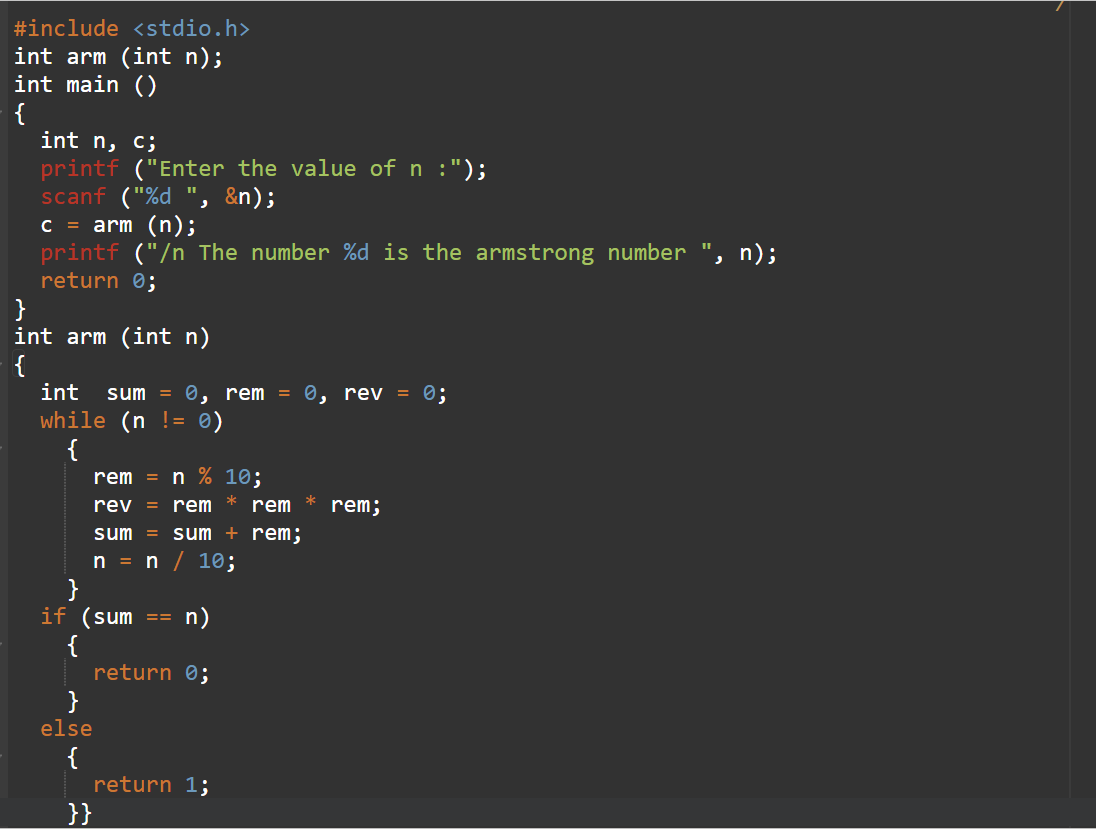 #include <stdio.h>
int arm (int n);
int main ()
{
  int n, c;
  printf ("Enter the value of n :");
  scanf ("%d ", &n);
  c = arm (n);
  printf ("/n The number %d is the armstrong number ", n);
  return 0;
}
int arm (int n)
{
  int  sum = 0, rem = 0, rev = 0;
  while (n != 0)
    {
      rem = n % 10;
      rev = rem * rem * rem;
      sum = sum + rem;
      n = n / 10;
    }
  if (sum == n)
    {
      return 0;
    }
  else
    {
      return 1;
    }}